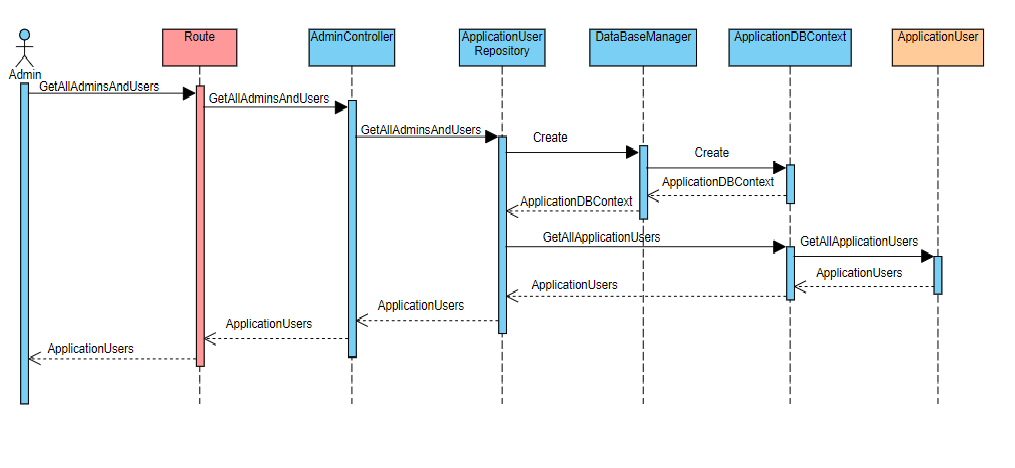 Route
AdminController
ApplicationUser
Repository
DataBaseManager
ApplicationDBContext
ApplicationUser
Admin
GetAllAdminsAndUsers
GetAllAdminsAndUsers
GetAllAdminsAndUsers
Create
Create
ApplicationDBContext
ApplicationDBContext
GetAllApplicationUsers
GetAllApplicationUsers
ApplicationUsers
ApplicationUsers
ApplicationUsers
ApplicationUsers
ApplicationUsers